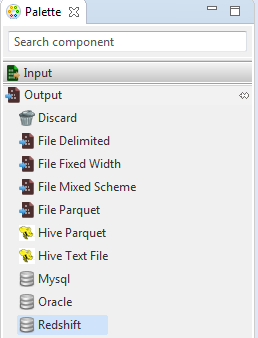 Palette
Search component
Input
Output
Discard
File Delimited
File Fixed Width
File Mixed Scheme
File Parquet
Hive Parquet
Hive Text File
Mysql
Oracle
Redshift